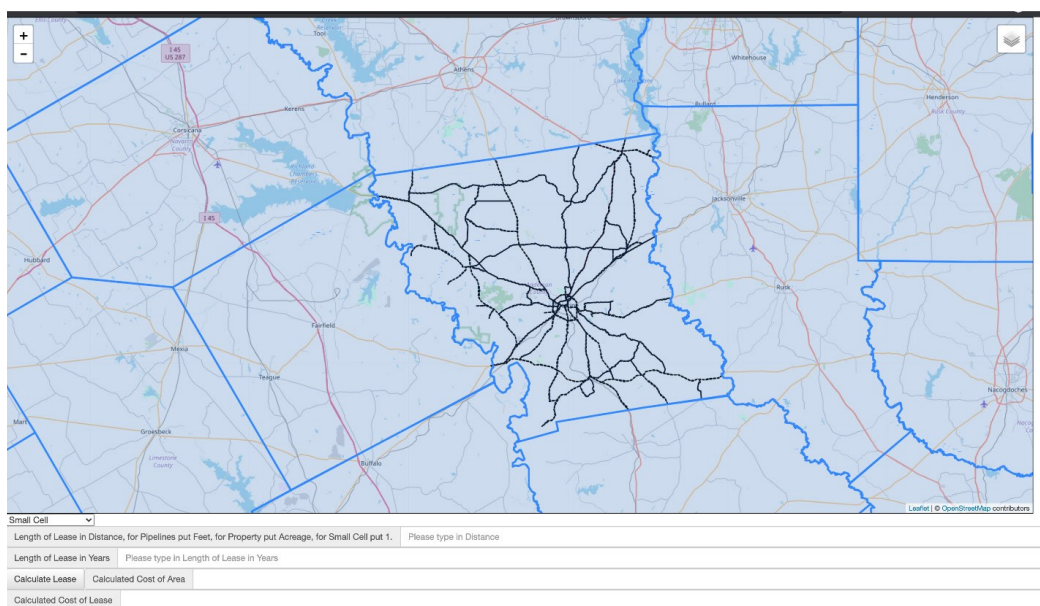 +
−
Tool
I 45
US 287
Athens
Whitehouse
Kerens
Bullard
Henderson
Rusk County
Corsicana
Navarro
County
Jacksonville
I 45
Hubbard
Rusk
Fairfield
Mexia
Teague
Nacogdoches
Mart
Groesbeck
Limestone
County
Buffalo
Leaflet | © OpenStreetMap contributors
Small Cell
Length of Lease in Distance, for Pipelines put Feet, for Property put Acreage, for Small Cell put 1. Please type in Distance
Length of Lease in Years Please type in Length of Lease in Years
Calculate Lease Calculated Cost of Area
Calculated Cost of Lease